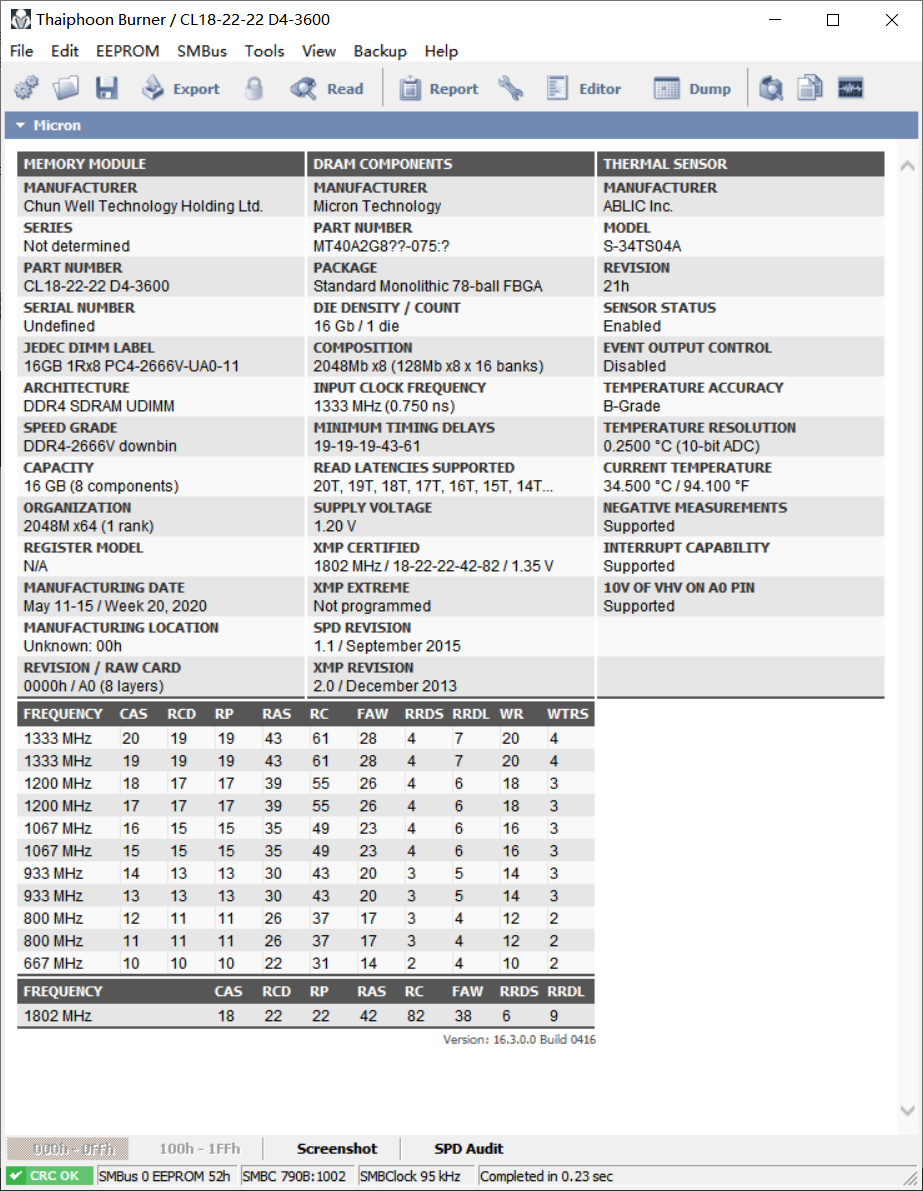 Thaiphoon Burner / CL18-22-22 D4-3600
File Edit EEPROM SMBus Tools View Backup Help
Export Read Report Editor Dump
Micron
MEMORY MODULE DRAM COMPONENTS THERMAL SENSOR
MANUFACTURER MANUFACTURER MANUFACTURER
Chun Well Technology Holding Ltd. Micron Technology ABLIC Inc.
SERIES PART NUMBER MODEL
Not determined MT40A2G8??-075:? S-34TS04A
PART NUMBER PACKAGE REVISION
CL18-22-22 D4-3600 Standard Monolithic 78-ball FBGA 21h
SERIAL NUMBER DIE DENSITY / COUNT SENSOR STATUS
Undefined 16 Gb / 1 die Enabled
JEDEC DIMM LABEL COMPOSITION EVENT OUTPUT CONTROL
16GB 1Rx8 PC4-2666V-UA0-11 2048Mb x8 (128Mb x8 x 16 banks) Disabled
ARCHITECTURE INPUT CLOCK FREQUENCY TEMPERATURE ACCURACY
DDR4 SDRAM UDIMM 1333 MHz (0.750 ns) B-Grade
SPEED GRADE MINIMUM TIMING DELAYS TEMPERATURE RESOLUTION
DDR4-2666V downbin 19-19-19-43-61 0.2500 °C (10-bit ADC)
CAPACITY READ LATENCIES SUPPORTED CURRENT TEMPERATURE
16 GB (8 components) 20T, 19T, 18T, 17T, 16T, 15T, 14T... 34.500 °C / 94.100 °F
ORGANIZATION SUPPLY VOLTAGE NEGATIVE MEASUREMENTS
2048M x64 (1 rank) 1.20 V Supported
REGISTER MODEL XMP CERTIFIED INTERRUPT CAPABILITY
N/A 1802 MHz / 18-22-22-42-82 / 1.35 V Supported
MANUFACTURING DATE XMP EXTREME 10V OF VHV ON A0 PIN
May 11-15 / Week 20, 2020 Not programmed Supported
MANUFACTURING LOCATION SPD REVISION
Unknown: 00h 1.1 / September 2015
REVISION / RAW CARD XMP REVISION
0000h / A0 (8 layers) 2.0 / December 2013
FREQUENCY CAS RCD RP RAS RC FAW RRDS RRDL WR WTRS
1333 MHz 20 19 19 43 61 28 4 7 20 4
1333 MHz 19 19 19 43 61 28 4 7 20 4
1200 MHz 18 17 17 39 55 26 4 6 18 3
1200 MHz 17 17 17 39 55 26 4 6 18 3
1067 MHz 16 15 15 35 49 23 4 6 16 3
1067 MHz 15 15 15 35 49 23 4 6 16 3
933 MHz 14 13 13 30 43 20 3 5 14 3
933 MHz 13 13 13 30 43 20 3 5 14 3
800 MHz 12 11 11 26 37 17 3 4 12 2
800 MHz 11 11 11 26 37 17 3 4 12 2
667 MHz 10 10 10 22 31 14 2 4 10 2
FREQUENCY CAS RCD RP RAS RC FAW RRDS RRDL
1802 MHz 18 22 22 42 82 38 6 9
Version: 16.3.0.0 Build 0416
000h - 0FFh 100h - 1FFh Screenshot SPD Audit
CRC OK SMBus 0 EEPROM 52h SMBC 790B:1002 SMBClock 95 kHz Completed in 0.23 sec